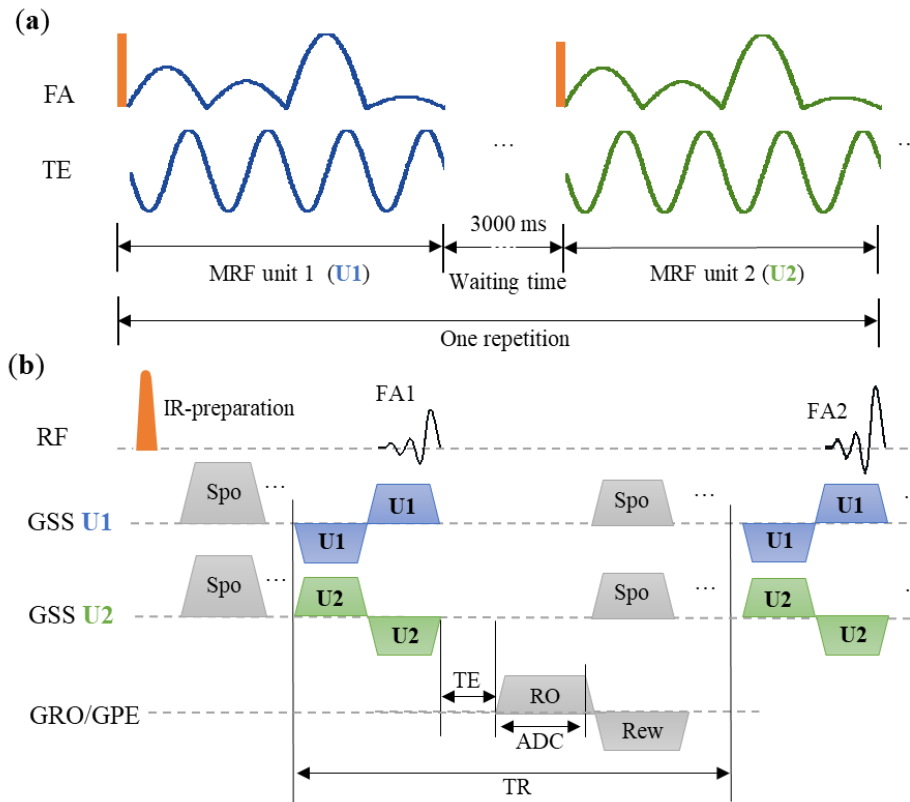 (a)
FA
TE
...
...
3000 ms
...
MRF unit 1 (U1)
Waiting time
MRF unit 2 (U2)
One repetition
(b)
IR-preparation
FA1
FA2
RF
Spo
...
U1
Spo
...
U1
GSS U1
U1
U1
Spo
...
U2
Spo
...
U2
GSS U2
U2
U2
TE
RO
GRO/GPE
ADC
Rew
TR